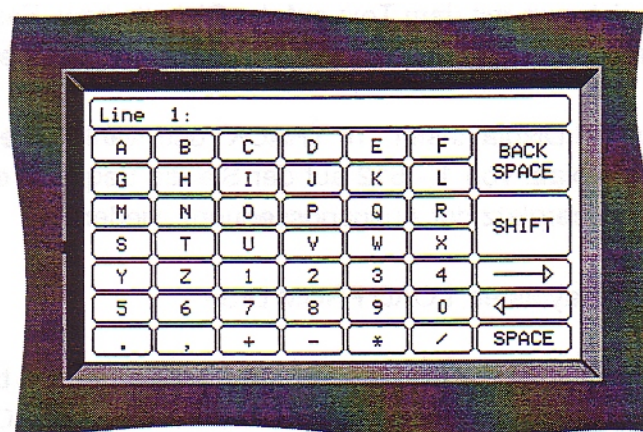 Line 1:
A B C D E F BACK SPACE
G H I J K L
M N O P Q R SHIFT
S T U V W X
Y Z 1 2 3 4
5 6 7 8 9 0
. , + - * / SPACE